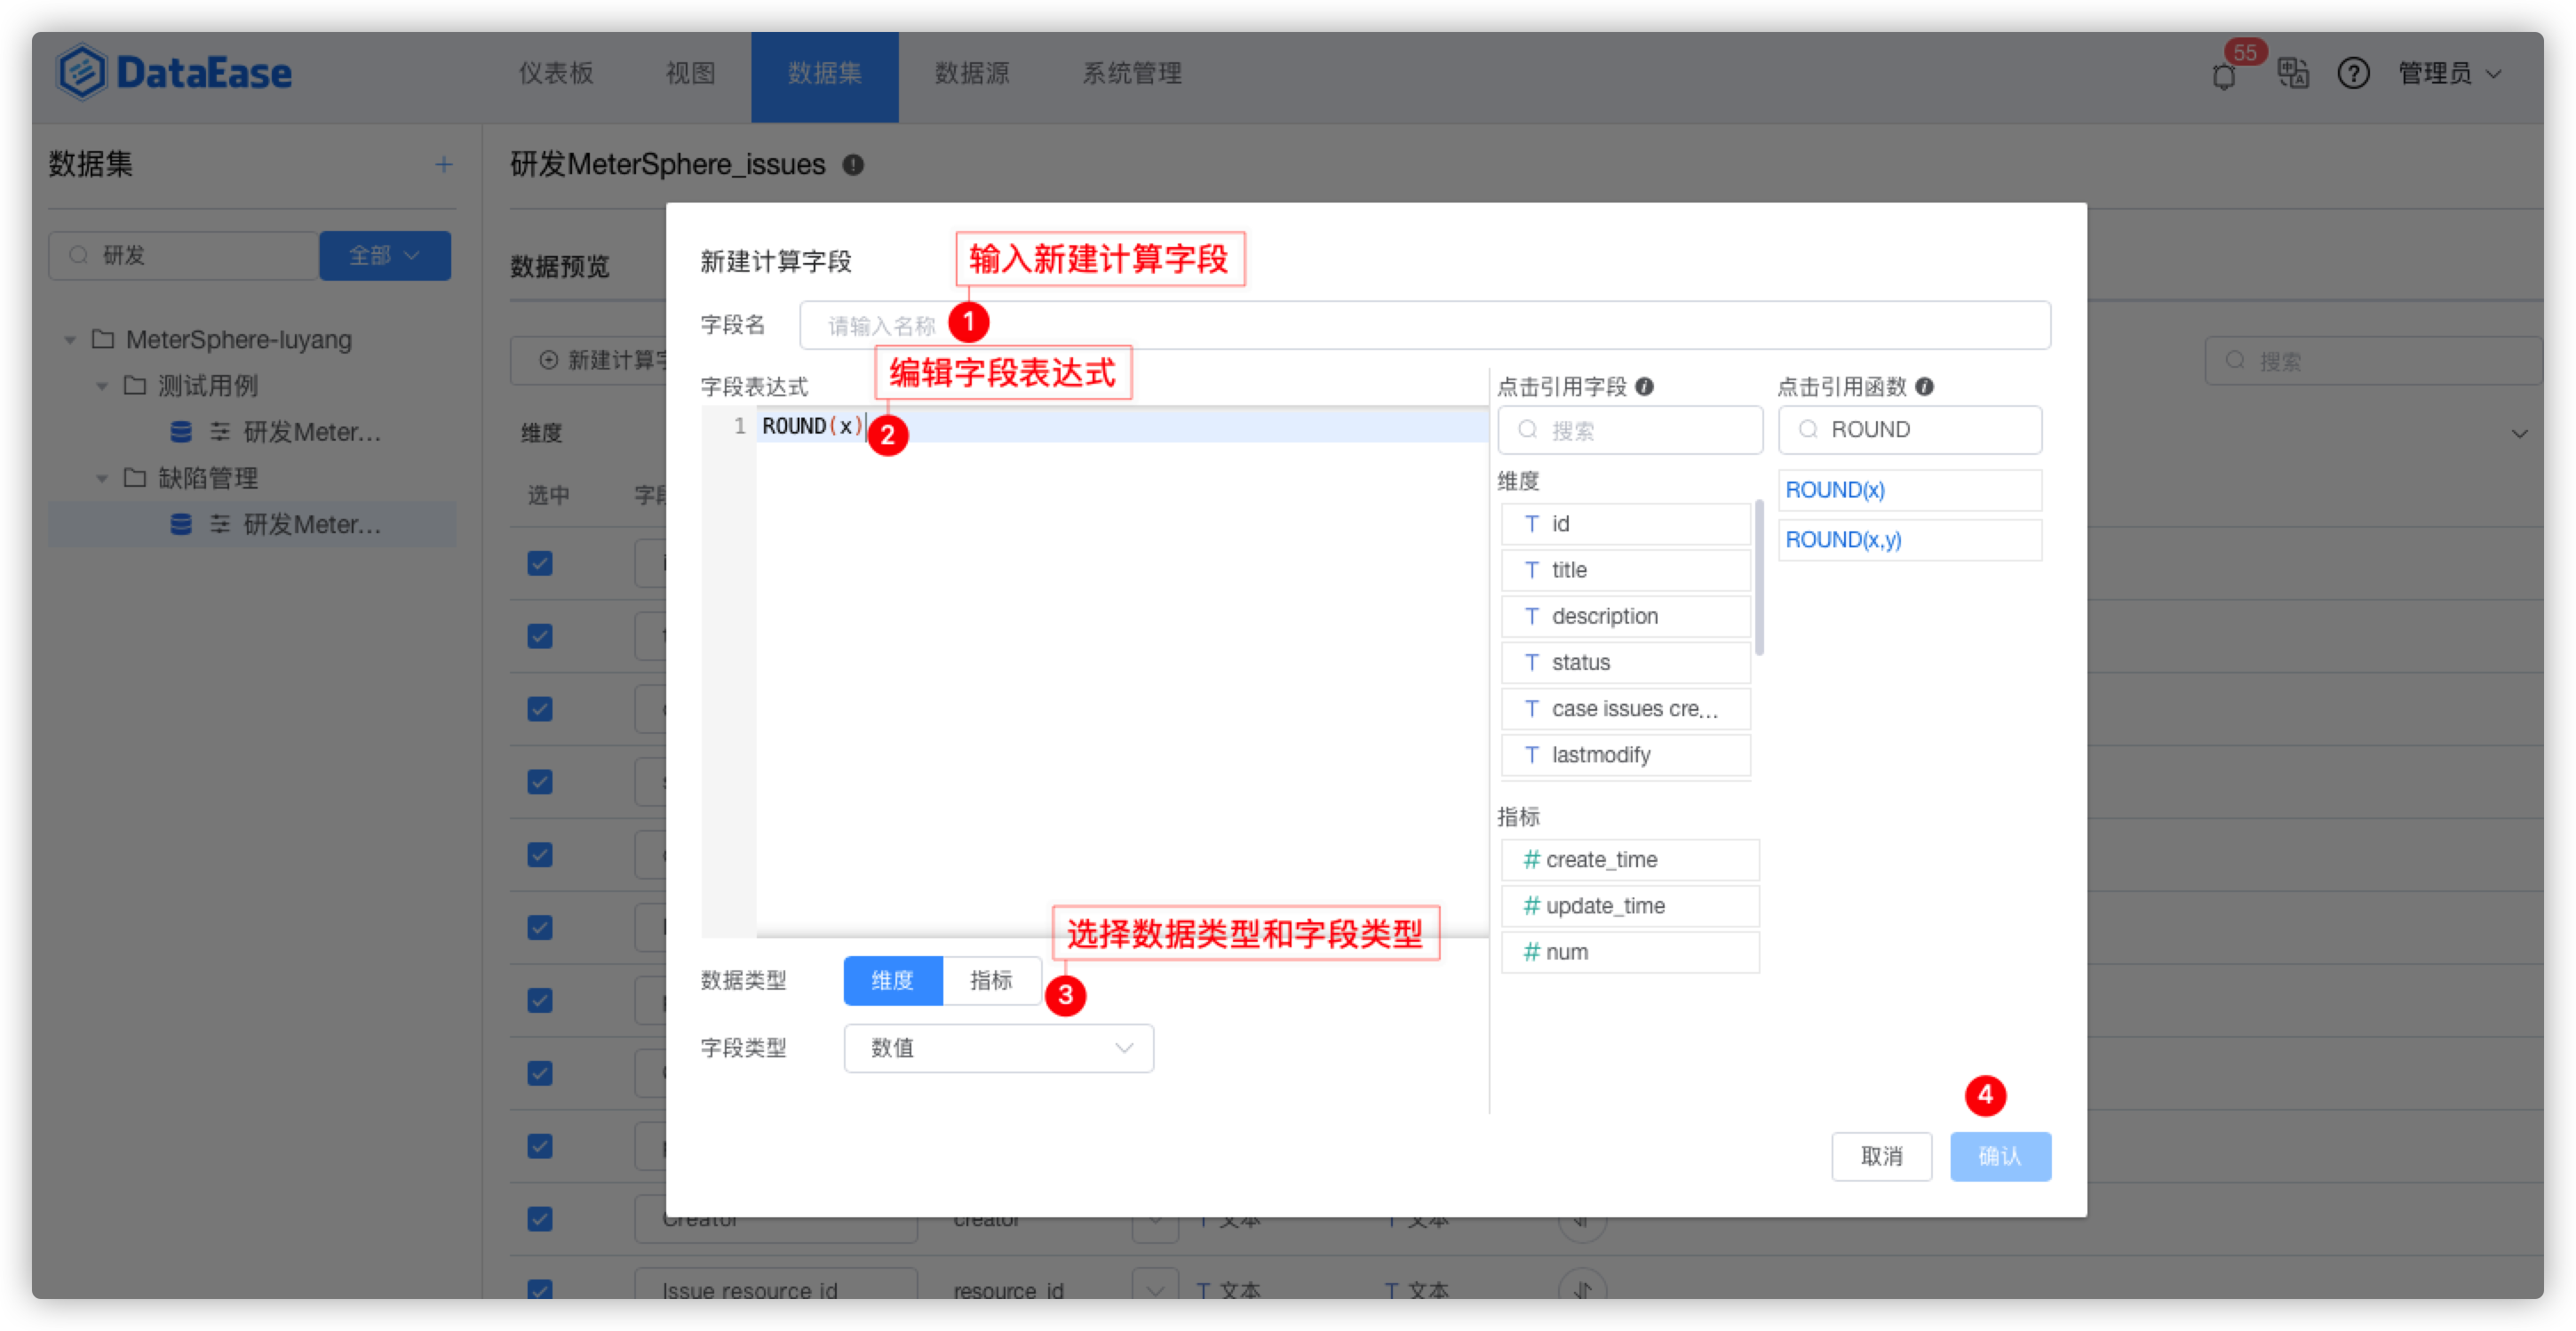 DataEase
仪表板
视图
数据集
数据源
系统管理
55
管理员
数据集
研发
全部
MeterSphere-luyang
测试用例
研发Meter...
缺陷管理
研发Meter...
研发MeterSphere_issues
数据预览
新建计算字
搜索
维度
选中
字段
新建计算字段
输入新建计算字段
字段名
请输入名称
1
编辑字段表达式
字段表达式
1 ROUND(x)
2
点击引用字段
搜索
维度
T id
T title
T description
T status
T case issues cre...
T lastmodify
指标
# create_time
# update_time
# num
点击引用函数
ROUND
ROUND(x)
ROUND(x,y)
选择数据类型和字段类型
数据类型
维度
指标
3
字段类型
数值
4
取消
确认
Creator
creator
T 文本
T 文本
Issue resource id
resource id
T 文本
T 文本